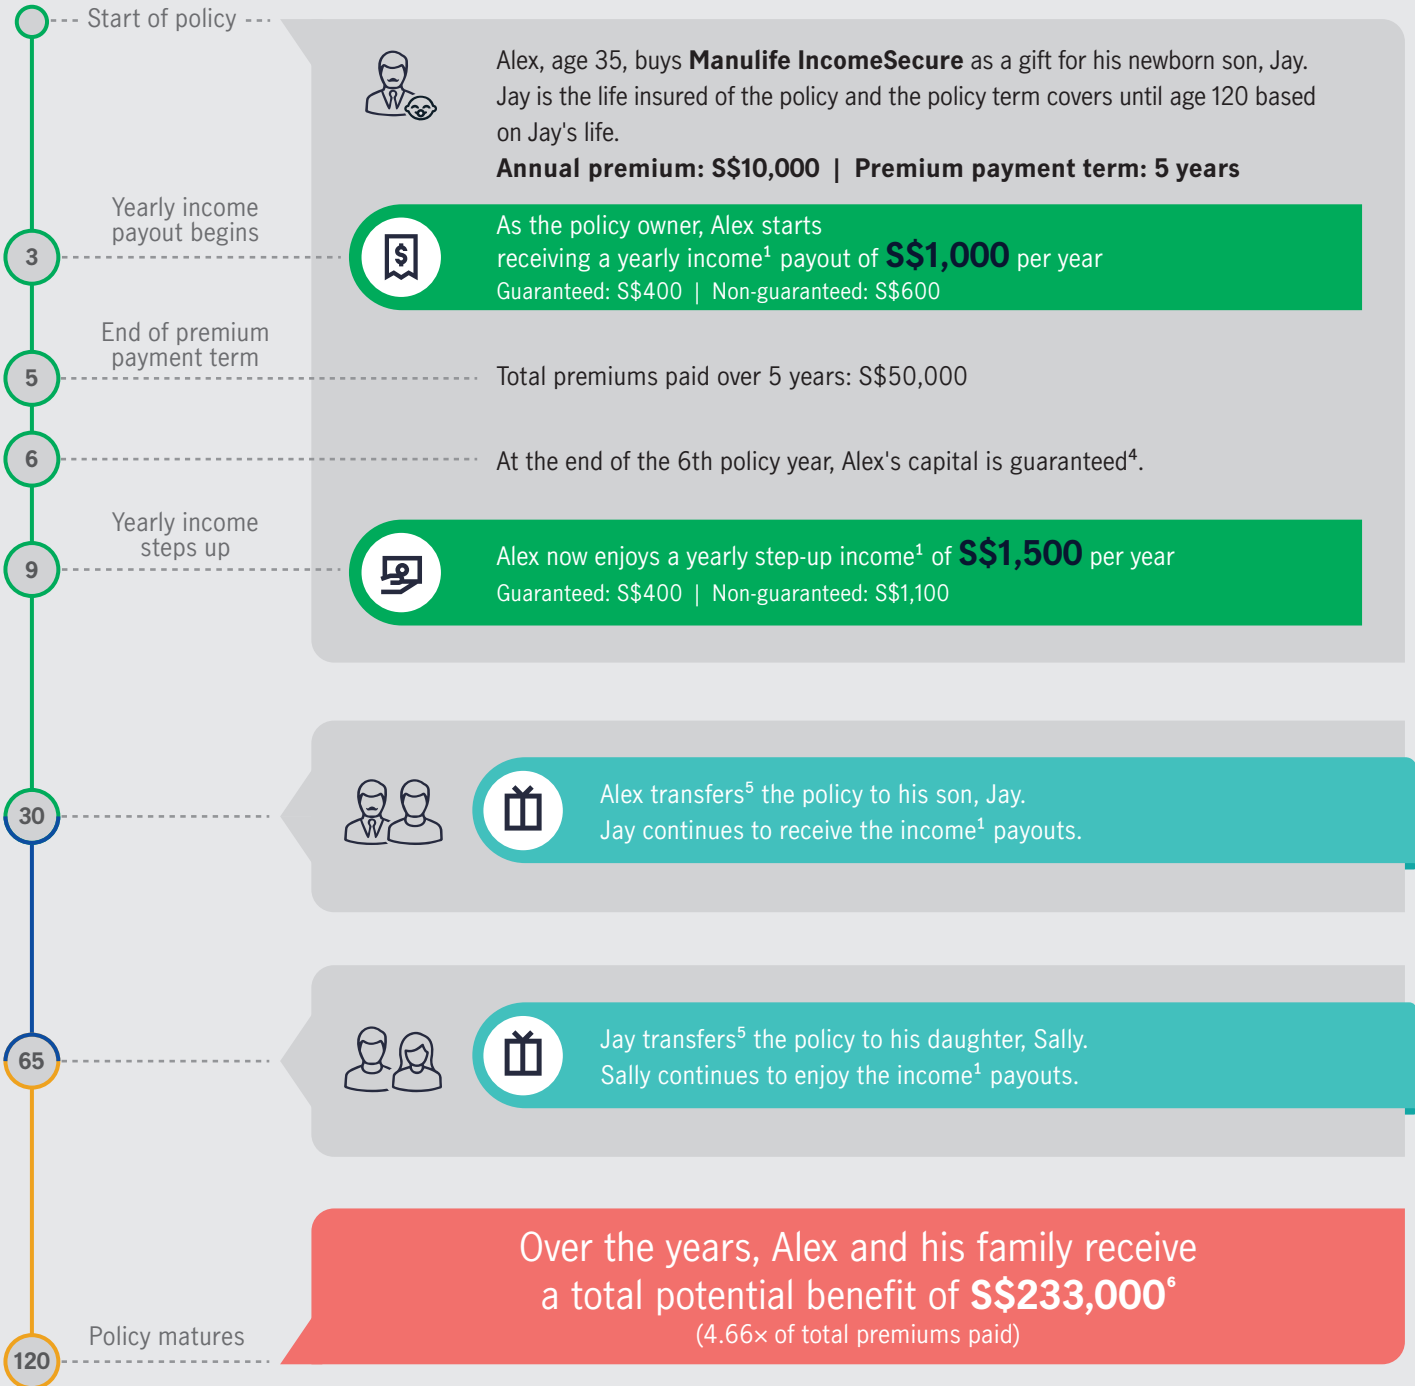 Start of policy
Alex, age 35, buys Manulife IncomeSecure as a gift for his newborn son, Jay.
Jay is the life insured of the policy and the policy term covers until age 120 based
on Jay's life.
Annual premium: S$10,000 | Premium payment term: 5 years
Yearly income
payout begins
3
As the policy owner, Alex starts
receiving a yearly income¹ payout of S$1,000 per year
Guaranteed: S$400 | Non-guaranteed: S$600
End of premium
payment term
5
Total premiums paid over 5 years: S$50,000
6
At the end of the 6th policy year, Alex's capital is guaranteed⁴.
Yearly income
steps up
9
Alex now enjoys a yearly step-up income¹ of S$1,500 per year
Guaranteed: S$400 | Non-guaranteed: S$1,100
30
Alex transfers⁵ the policy to his son, Jay.
Jay continues to receive the income¹ payouts.
65
Jay transfers⁵ the policy to his daughter, Sally.
Sally continues to enjoy the income¹ payouts.
Over the years, Alex and his family receive
a total potential benefit of S$233,000⁶
(4.66× of total premiums paid)
Policy matures
120